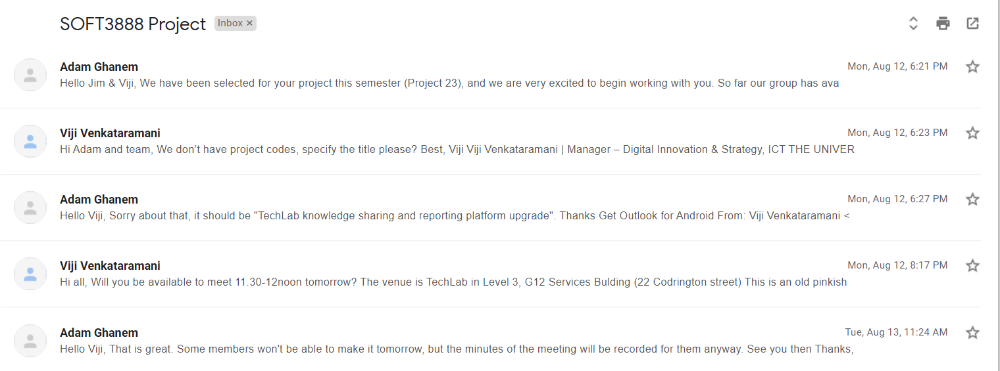 SOFT3888 Project Inbox ×
Adam Ghanem Mon, Aug 12, 6:21 PM
Hello Jim & Viji, We have been selected for your project this semester (Project 23), and we are very excited to begin working with you. So far our group has ava
Viji Venkataramani Mon, Aug 12, 6:23 PM
Hi Adam and team, We don’t have project codes, specify the title please? Best, Viji Viji Venkataramani | Manager – Digital Innovation & Strategy, ICT THE UNIVER
Adam Ghanem Mon, Aug 12, 6:27 PM
Hello Viji, Sorry about that, it should be "TechLab knowledge sharing and reporting platform upgrade". Thanks Get Outlook for Android From: Viji Venkataramani <
Viji Venkataramani Mon, Aug 12, 8:17 PM
Hi all, Will you be available to meet 11.30-12noon tomorrow? The venue is TechLab in Level 3, G12 Services Bulding (22 Codrington street) This is an old pinkish
Adam Ghanem Tue, Aug 13, 11:24 AM
Hello Viji, That is great. Some members won't be able to make it tomorrow, but the minutes of the meeting will be recorded for them anyway. See you then Thanks,